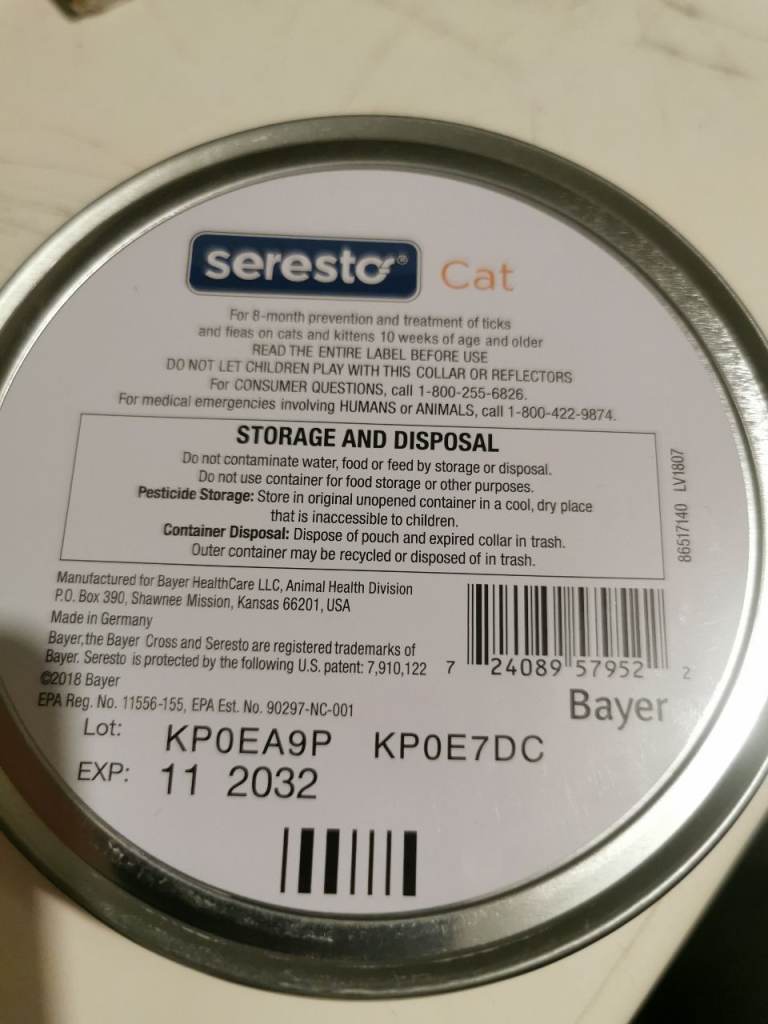 seresto® Cat
For 8-month prevention and treatment of ticks
and fleas on cats and kittens 10 weeks of age and older
READ THE ENTIRE LABEL BEFORE USE
DO NOT LET CHILDREN PLAY WITH THIS COLLAR OR REFLECTORS
For CONSUMER QUESTIONS, call 1-800-255-6826.
For medical emergencies involving HUMANS or ANIMALS, call 1-800-422-9874.
STORAGE AND DISPOSAL
Do not contaminate water, food or feed by storage or disposal.
Do not use container for food storage or other purposes.
Pesticide Storage: Store in original unopened container in a cool, dry place
that is inaccessible to children.
Container Disposal: Dispose of pouch and expired collar in trash.
Outer container may be recycled or disposed of in trash.
86517140 LV1807
Manufactured for Bayer HealthCare LLC, Animal Health Division
P.O. Box 390, Shawnee Mission, Kansas 66201, USA
Made in Germany
Bayer,the Bayer Cross and Seresto are registered trademarks of
Bayer. Seresto is protected by the following U.S. patent: 7,910,122
©2018 Bayer
EPA Reg. No. 11556-155, EPA Est. No. 90297-NC-001
7 24089 57952 2
Bayer
Lot: KP0EA9P KP0E7DC
EXP: 11 2032